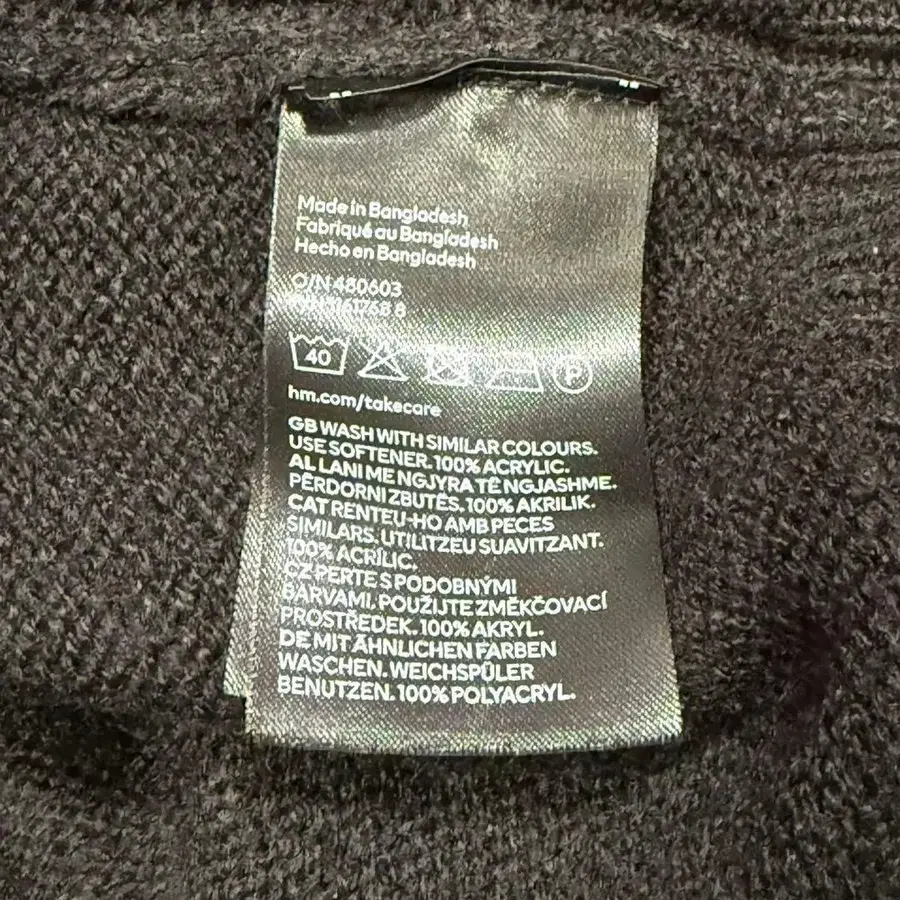 Made in Bangladesh
Fabriqué au Bangladesh
Hecho en Bangladesh
O/N 480603
40
P
hm.com/takecare
GB WASH WITH SIMILAR COLOURS.
USE SOFTENER. 100% ACRYLIC.
AL LANI ME NGJYRA TË NGJASHME.
PËRDORNI ZBUTËS. 100% AKRILIK.
CAT RENTEU-HO AMB PECES
SIMILARS. UTILITZEU SUAVITZANT.
100% ACRÍLIC.
CZ PERTE S PODOBNÝMI
BARVAMI. POUŽIJTE ZMĚKČOVACÍ
PROSTŘEDEK. 100% AKRYL.
DE MIT ÄHNLICHEN FARBEN
WASCHEN. WEICHSPÜLER
BENUTZEN. 100% POLYACRYL.